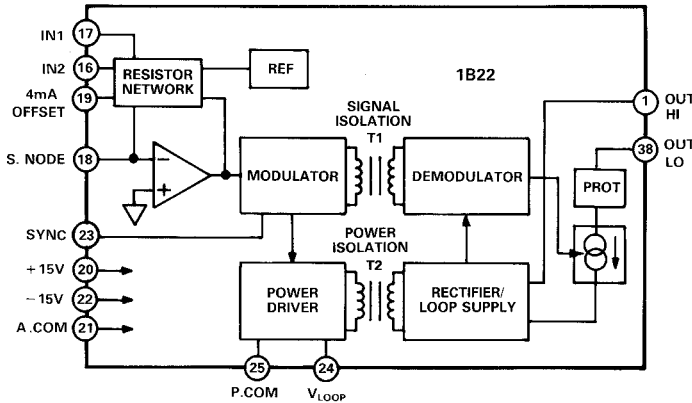 IN1
17
IN2
16
4mA
OFFSET
19
RESISTOR
NETWORK
REF
1B22
SIGNAL
ISOLATION
T1
1
OUT
HI
38
OUT
LO
S. NODE
18
−
+
MODULATOR
DEMODULATOR
PROT
SYNC
23
POWER
ISOLATION
T2
+15V
20
−15V
22
A.COM
21
POWER
DRIVER
RECTIFIER/
LOOP SUPPLY
25
P.COM
24
VLOOP